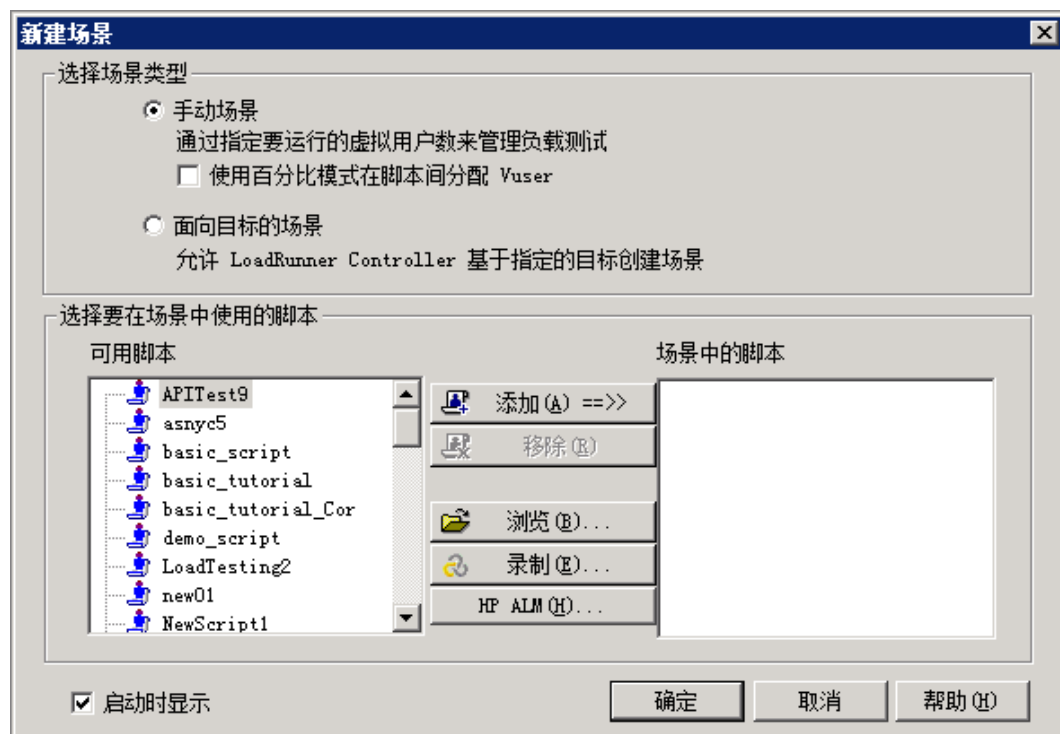 新建场景
选择场景类型
手动场景
通过指定要运行的虚拟用户数来管理负载测试
使用百分比模式在脚本间分配 Vuser
面向目标的场景
允许 LoadRunner Controller 基于指定的目标创建场景
选择要在场景中使用的脚本
可用脚本
场景中的脚本
APITest9
asnyc5
basic_script
basic_tutorial
basic_tutorial_Cor
demo_script
LoadTesting2
new01
NewScript1
添加(A) ==>>
移除(R)
浏览(B)...
录制(E)...
HP ALM(H)...
启动时显示
确定
取消
帮助(H)